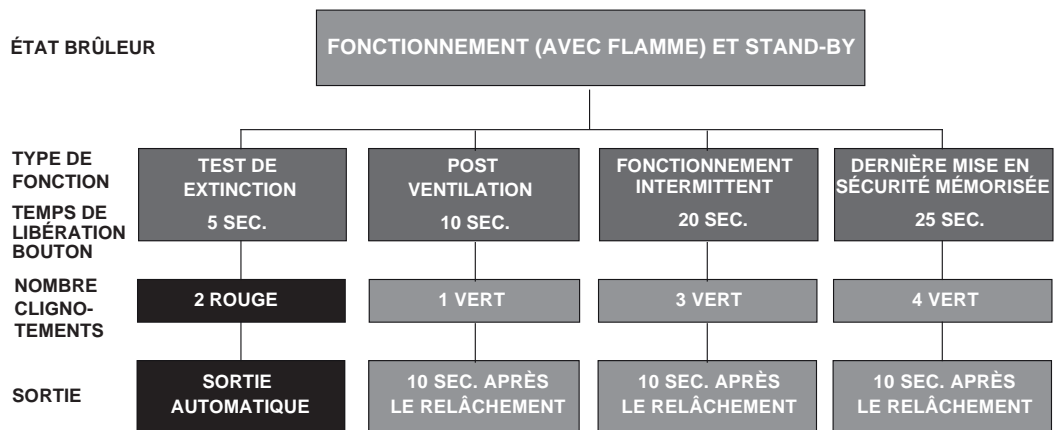 ÉTAT BRÛLEUR
FONCTIONNEMENT (AVEC FLAMME) ET STAND-BY
TYPE DE
FONCTION
TEMPS DE
LIBÉRATION
BOUTON
TEST DE
EXTINCTION
5 SEC.
POST
VENTILATION
10 SEC.
FONCTIONNEMENT
INTERMITTENT
20 SEC.
DERNIÈRE MISE EN
SÉCURITÉ MÉMORISÉE
25 SEC.
NOMBRE
CLIGNO-
TEMENTS
2 ROUGE
1 VERT
3 VERT
4 VERT
SORTIE
SORTIE
AUTOMATIQUE
10 SEC. APRÈS
LE RELÂCHEMENT
10 SEC. APRÈS
LE RELÂCHEMENT
10 SEC. APRÈS
LE RELÂCHEMENT